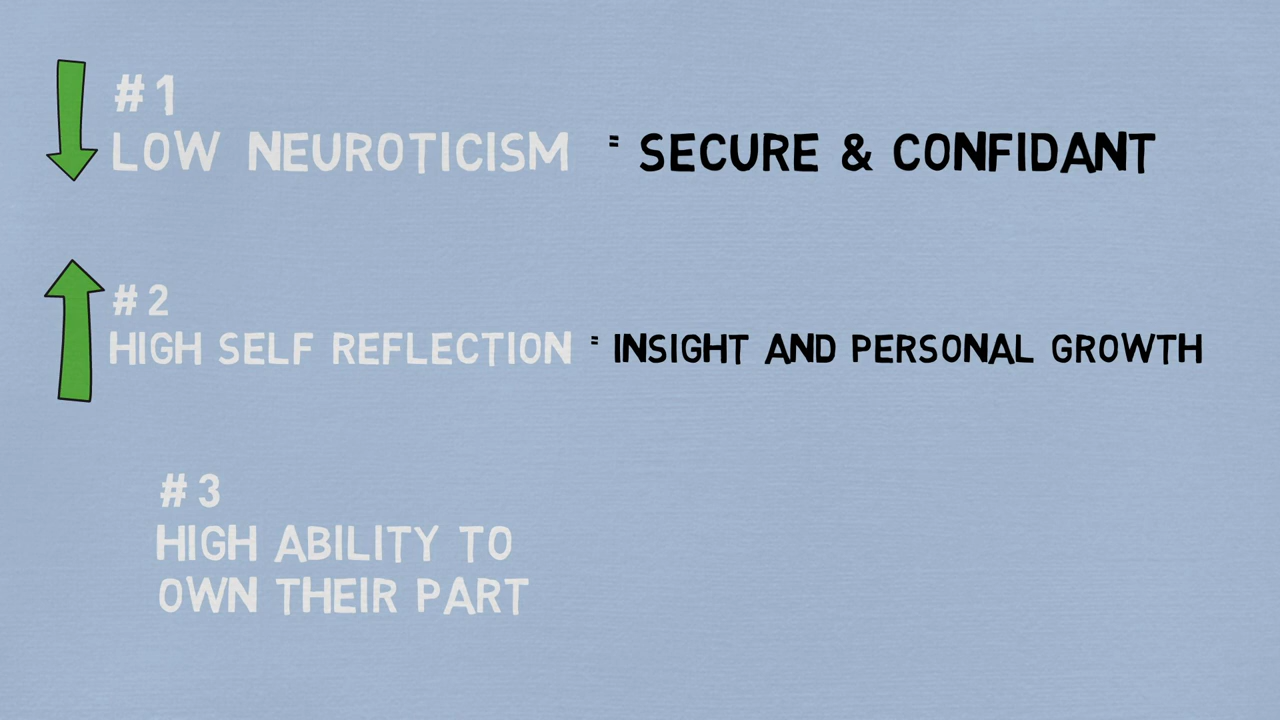 #1
LOW NEUROTICISM = SECURE & CONFIDANT
#2
HIGH SELF REFLECTION = INSIGHT AND PERSONAL GROWTH
#3
HIGH ABILITY TO
OWN THEIR PART